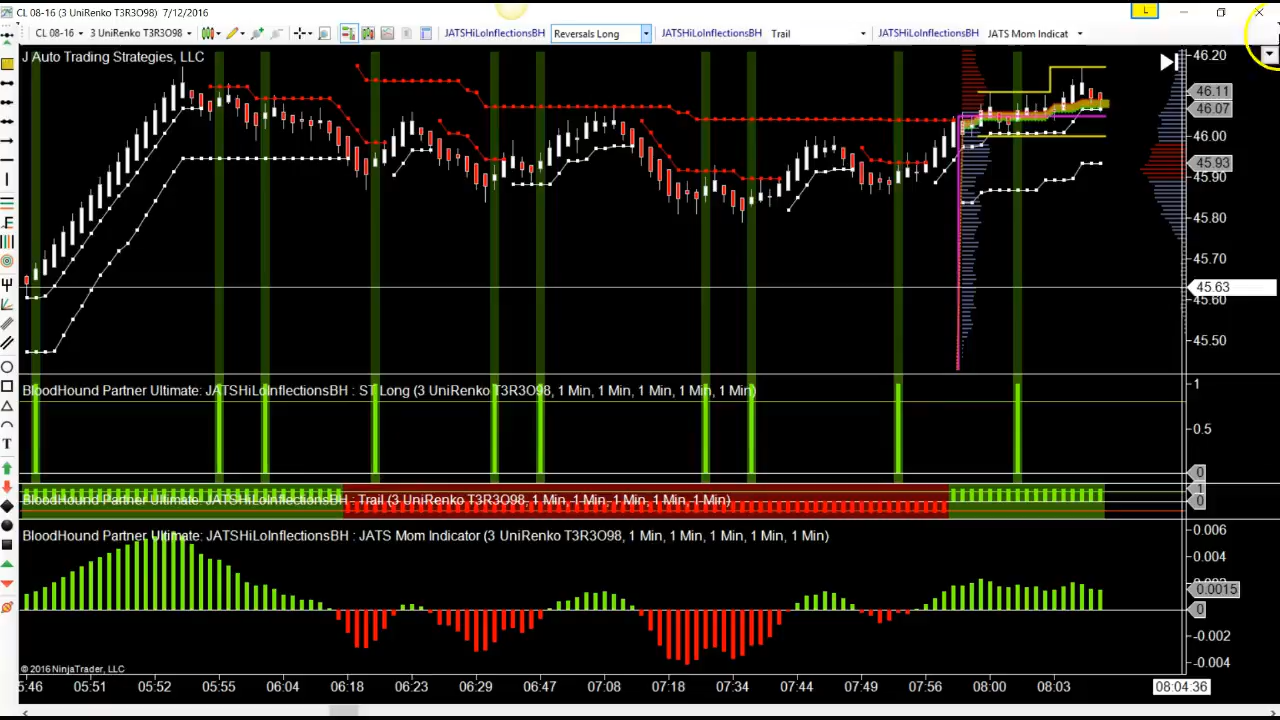 CL 08-16 (3 UniRenko T3R3O98) 7/12/2016
L
CL 08-16 3 UniRenko T3R3O98 JATSHiLoInflectionsBH Reversals Long JATSHiLoInflectionsBH Trail JATSHiLoInflectionsBH JATS Mom Indicat
J Auto Trading Strategies, LLC
46.20
46.11
46.07
46.00
45.93
45.90
45.80
45.70
45.63
45.60
45.50
BloodHound Partner Ultimate: JATSHiLoInflectionsBH : ST Long (3 UniRenko T3R3O98, 1 Min, 1 Min, 1 Min, 1 Min, 1 Min)
1
0.5
0
BloodHound Partner Ultimate: JATSHiLoInflectionsBH : Trail (3 UniRenko T3R3O98, 1 Min, 1 Min, 1 Min, 1 Min, 1 Min)
1
0
BloodHound Partner Ultimate: JATSHiLoInflectionsBH : JATS Mom Indicator (3 UniRenko T3R3O98, 1 Min, 1 Min, 1 Min, 1 Min, 1 Min)
0.006
0.004
0.0015
0
-0.002
-0.004
© 2016 NinjaTrader, LLC
5:46 05:51 05:52 05:55 06:04 06:18 06:23 06:29 06:47 07:08 07:18 07:34 07:44 07:49 07:56 08:00 08:03 08:04:36